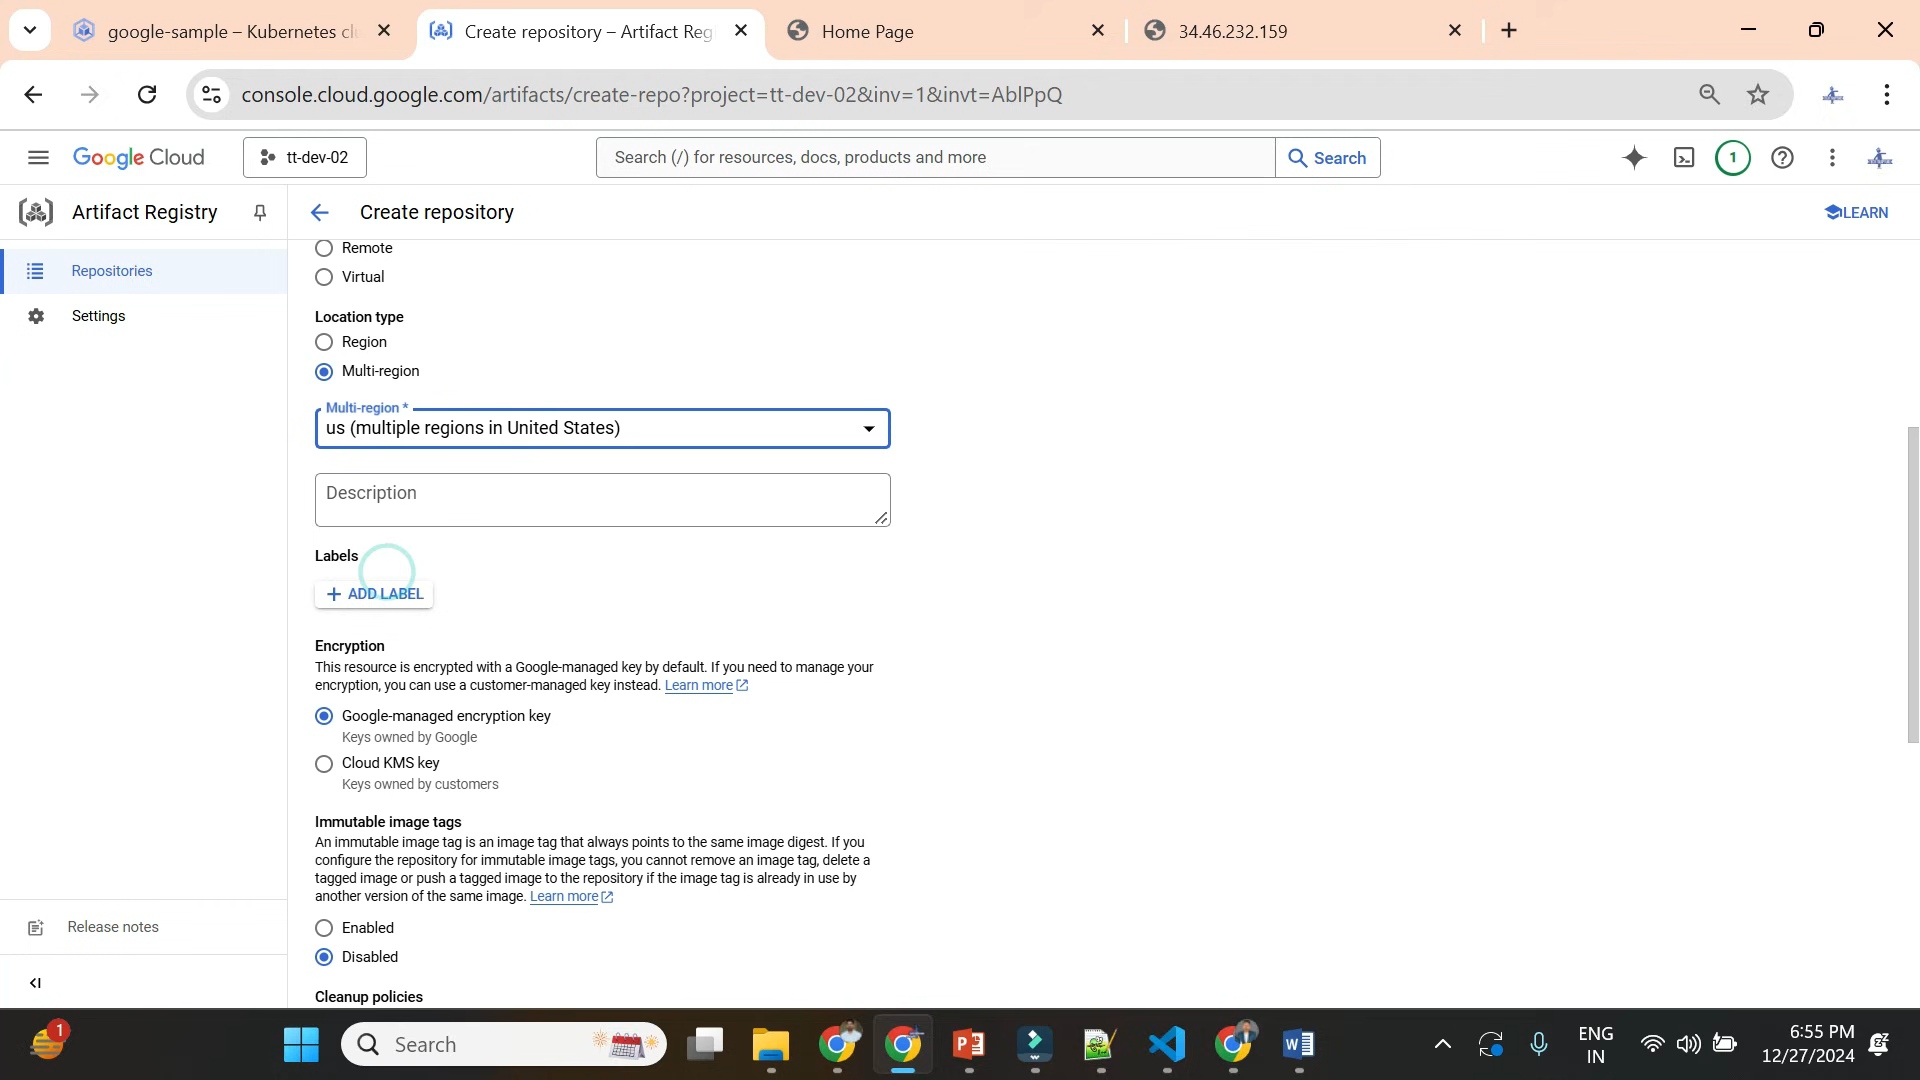 google-sample – Kubernetes clu
Create repository – Artifact Reg
Home Page
34.46.232.159
console.cloud.google.com/artifacts/create-repo?project=tt-dev-02&inv=1&invt=AblPpQ
Google Cloud
tt-dev-02
Search (/) for resources, docs, products and more
Search
1
Artifact Registry
Create repository
LEARN
Repositories
Settings
Remote
Virtual
Location type
Region
Multi-region
Multi-region *
us (multiple regions in United States)
Description
Labels
ADD LABEL
Encryption
This resource is encrypted with a Google-managed key by default. If you need to manage your
encryption, you can use a customer-managed key instead. Learn more
Google-managed encryption key
Keys owned by Google
Cloud KMS key
Keys owned by customers
Immutable image tags
An immutable image tag is an image tag that always points to the same image digest. If you
configure the repository for immutable image tags, you cannot remove an image tag, delete a
tagged image or push a tagged image to the repository if the image tag is already in use by
another version of the same image. Learn more
Enabled
Disabled
Cleanup policies
Release notes
1
Search
ENG
IN
6:55 PM
12/27/2024